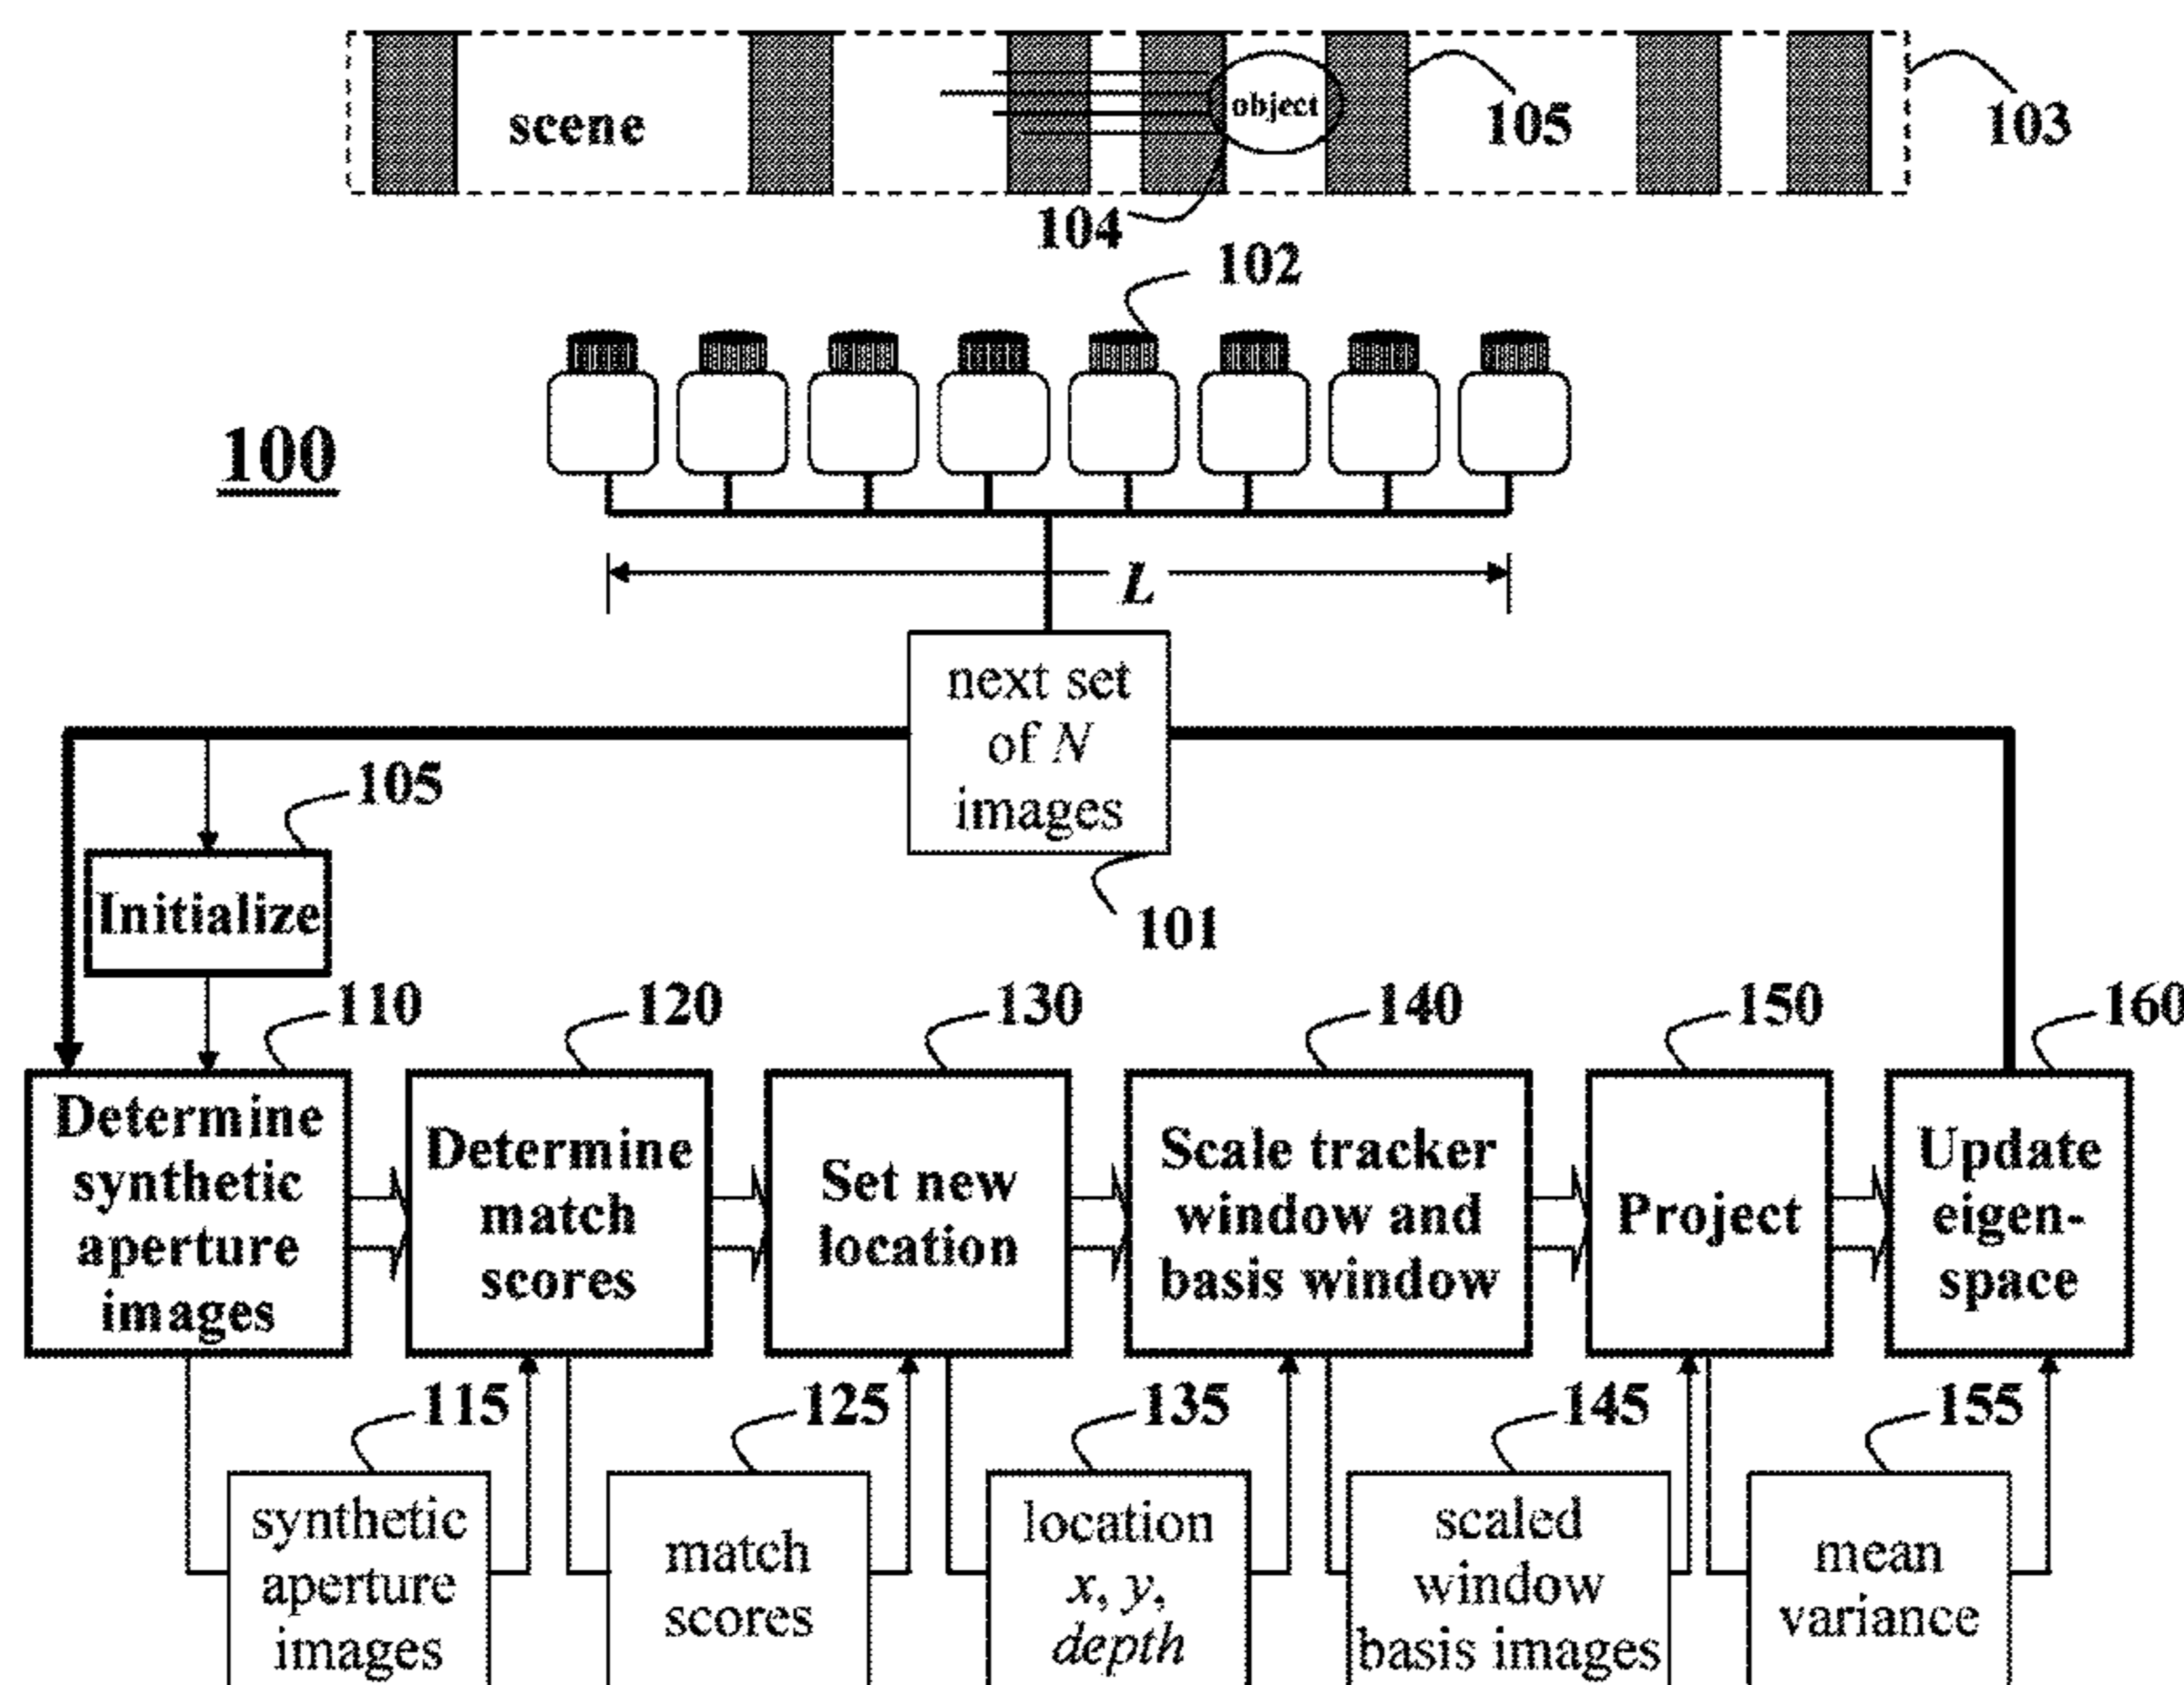 scene
object
105
103
104
102
100
L
next set
of N
images
105
Initialize
101
110
120
130
140
150
160
Determine
synthetic
aperture
images
Determine
match
scores
Set new
location
Scale tracker
window and
basis window
Project
Update
eigen-
space
115
125
135
145
155
synthetic
aperture
images
match
scores
location
x, y,
depth
scaled
window
basis images
mean
variance